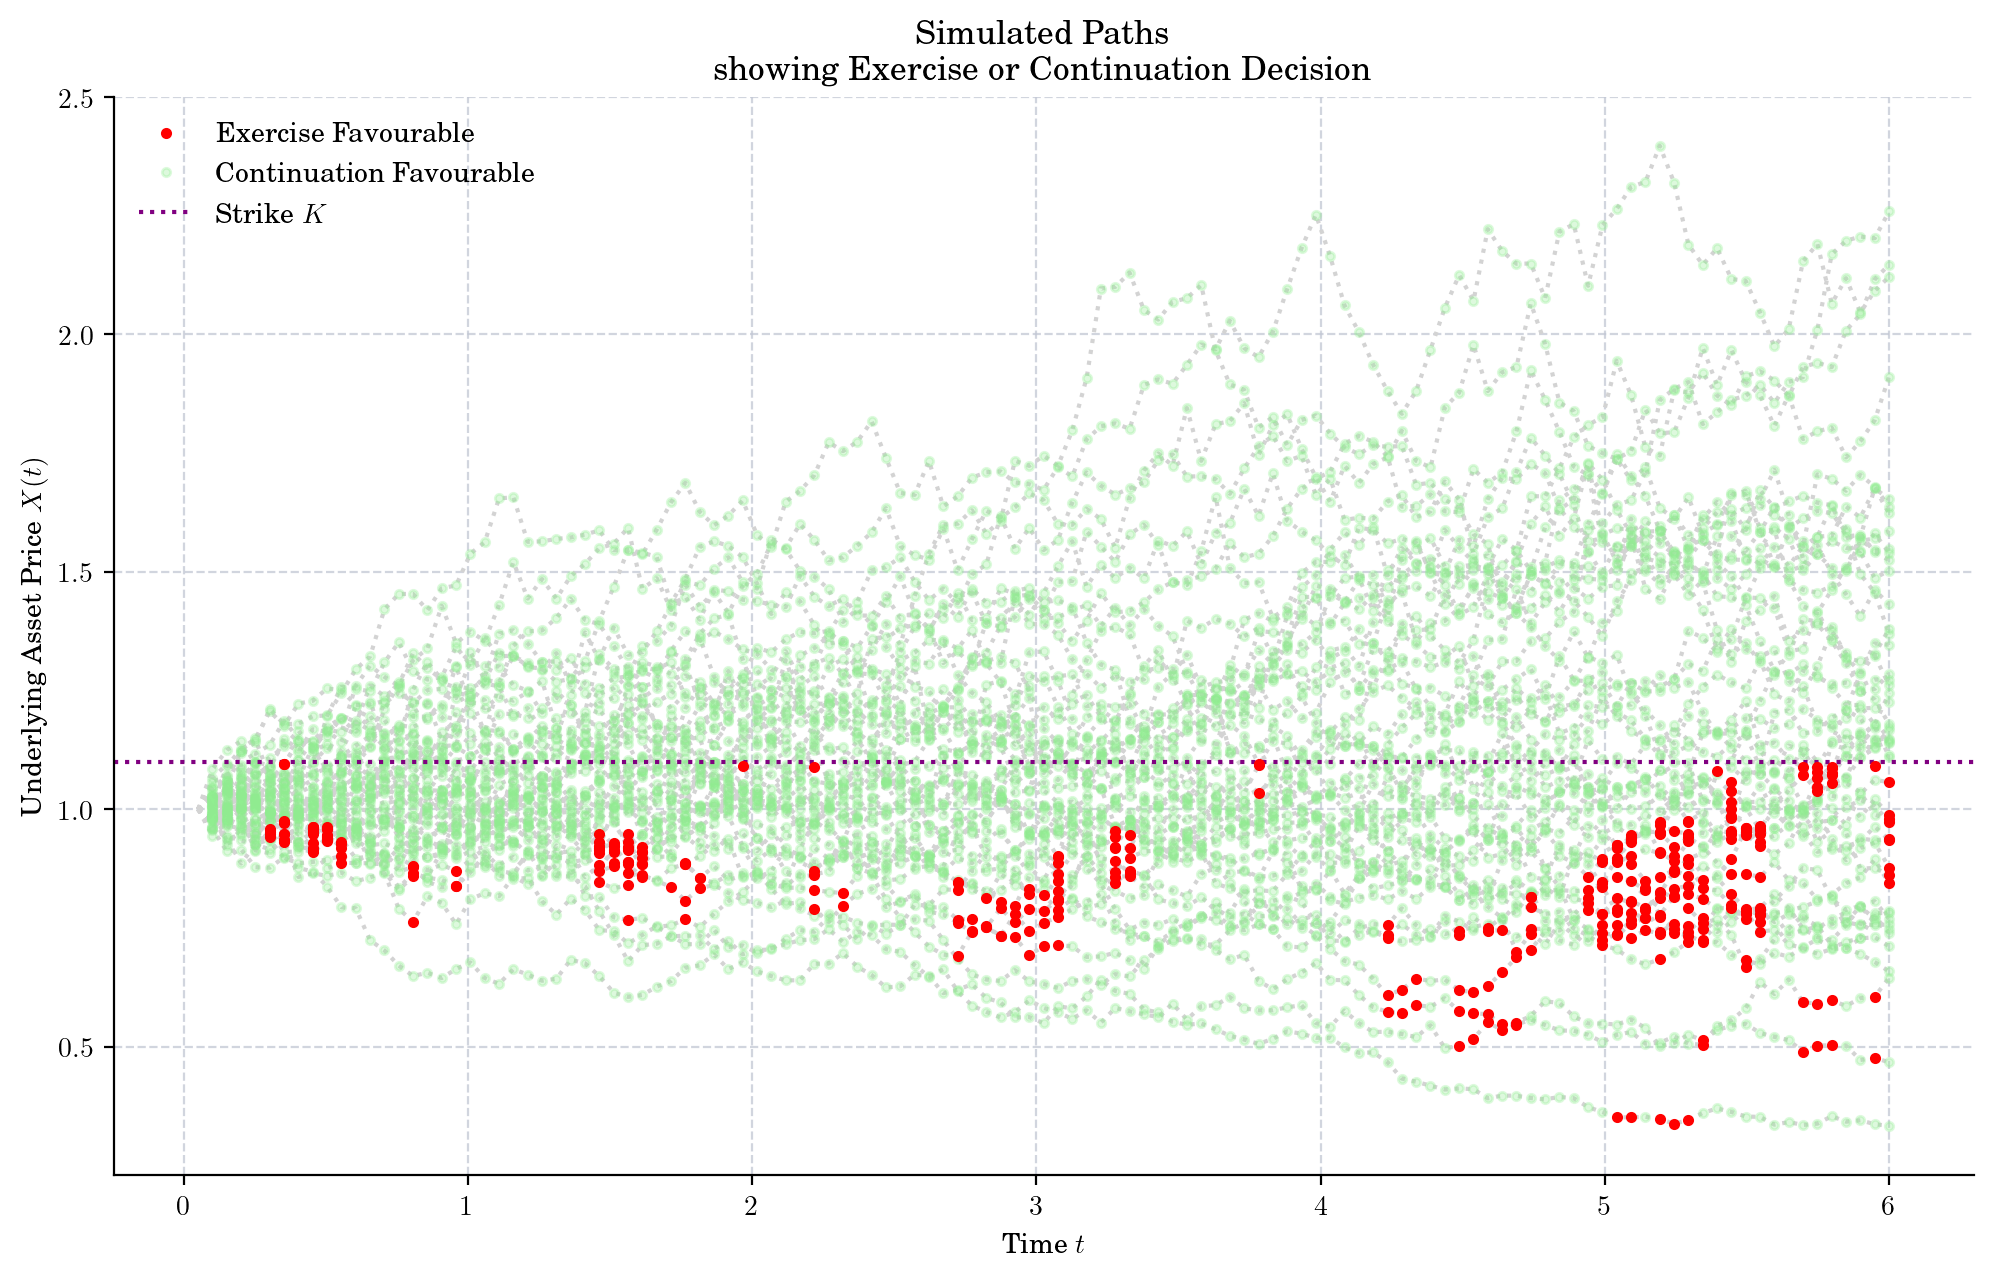 Simulated Paths
showing Exercise or Continuation Decision
Exercise Favourable
Continuation Favourable
Strike K
Underlying Asset Price X(t)
2.5
2.0
1.5
1.0
0.5
0 1 2 3 4 5 6
Time t